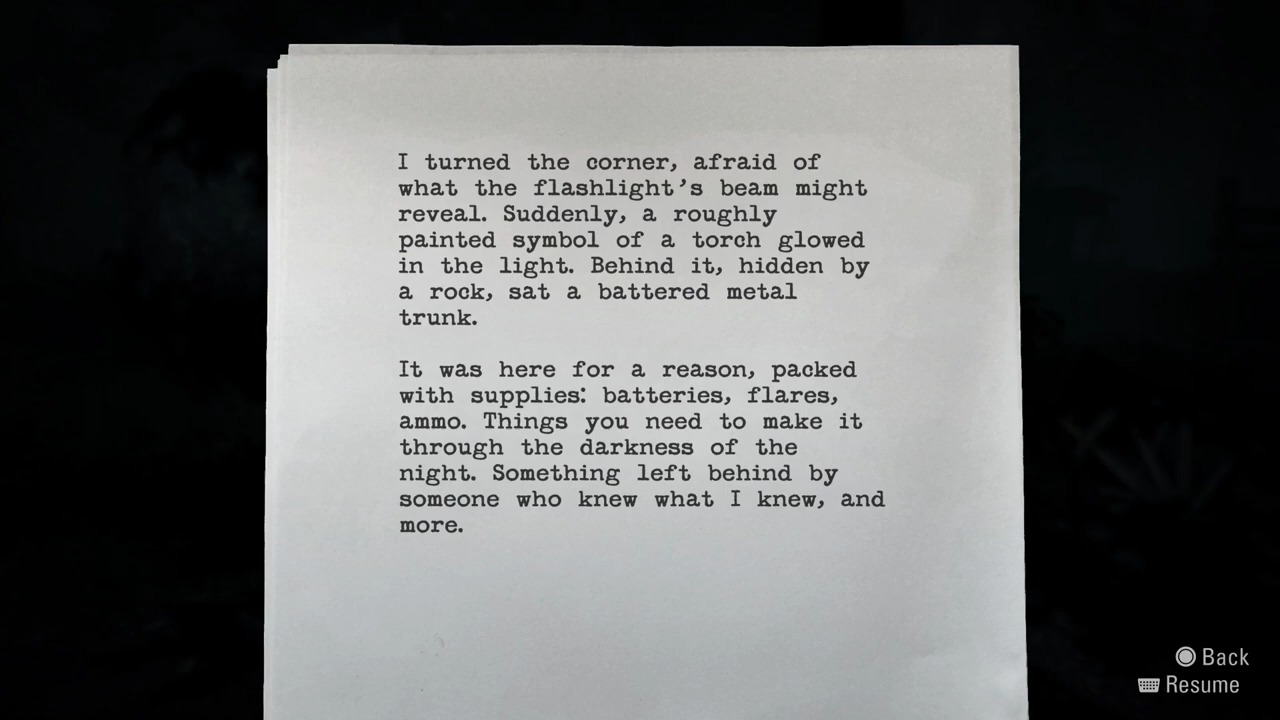 I turned the corner, afraid of
what the flashlight's beam might
reveal. Suddenly, a roughly
painted symbol of a torch glowed
in the light. Behind it, hidden by
a rock, sat a battered metal
trunk.
It was here for a reason, packed
with supplies: batteries, flares,
ammo. Things you need to make it
through the darkness of the
night. Something left behind by
someone who knew what I knew, and
more.
Back
Resume